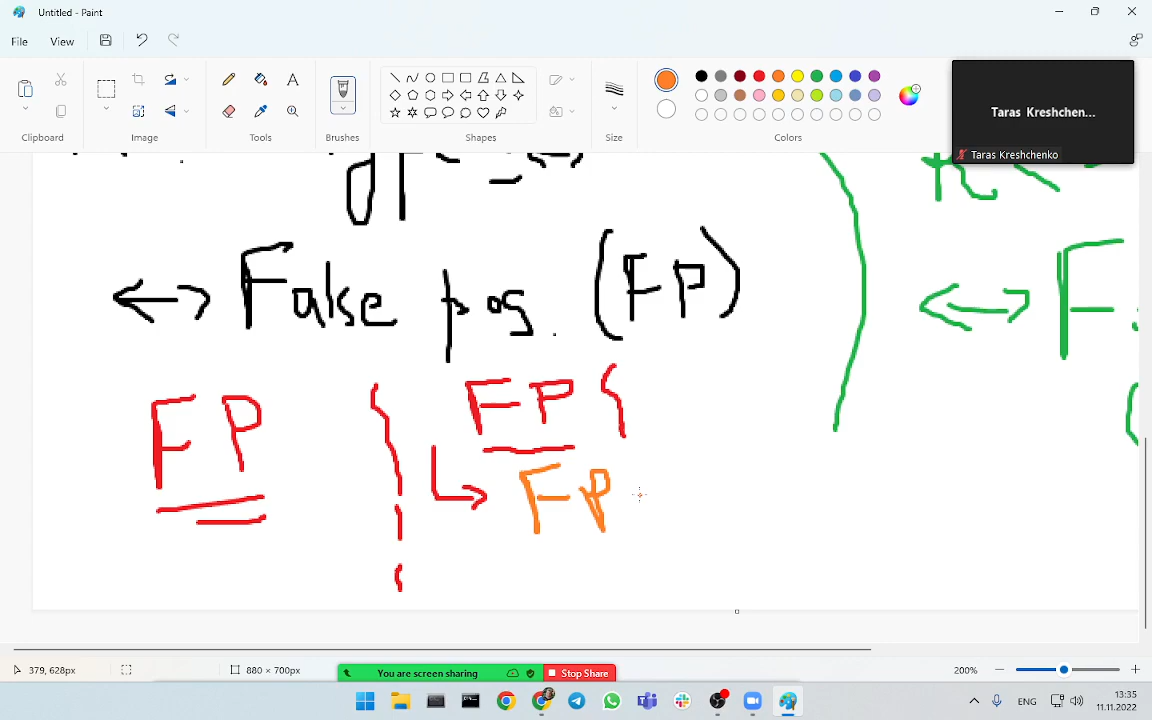 Untitled - Paint
File View
Clipboard Image Tools Brushes Shapes Size Colors
Taras Kreshchen...
Taras Kreshchenko
False pos. (FP)
FP
FP
FP
F
379, 628px
880 × 700px
You are screen sharing
Stop Share
200%
ENG
13:35
11.11.2022